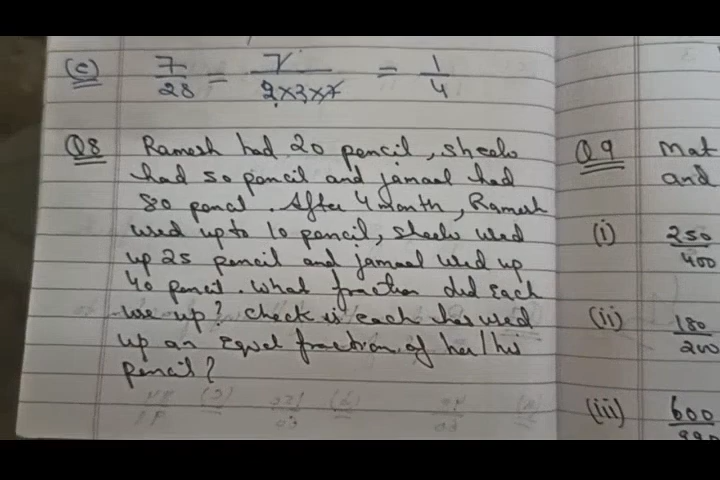 (c) 7/28 = 7/2×2×7 = 1/4
Q8 Ramesh had 20 pencil, sheelo
had 50 pencil and jamaal had
80 pencil. After 4 month, Ramesh
used up to 10 pencil, sheelo used
up 25 pencil and jamaal used up
40 pencil. What fraction did Each
use up? Check is each has used
up an Equal fraction of her/his
pencil?
Q9 Mat
and
(i) 250/400
(ii) 180/200
(iii) 600